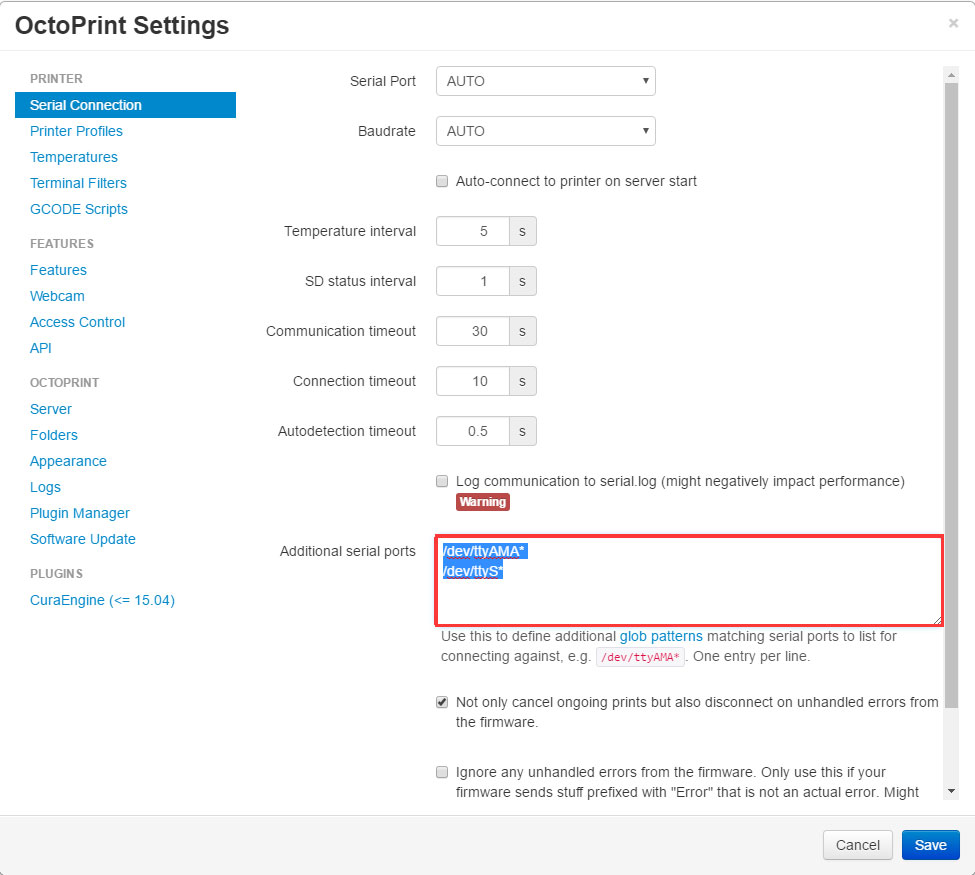 OctoPrint Settings
×
PRINTER
Serial Connection
Printer Profiles
Temperatures
Terminal Filters
GCODE Scripts
FEATURES
Features
Webcam
Access Control
API
OCTOPRINT
Server
Folders
Appearance
Logs
Plugin Manager
Software Update
PLUGINS
CuraEngine (<= 15.04)
Serial Port AUTO
Baudrate AUTO
Auto-connect to printer on server start
Temperature interval 5 s
SD status interval 1 s
Communication timeout 30 s
Connection timeout 10 s
Autodetection timeout 0.5 s
Log communication to serial.log (might negatively impact performance)
Warning
Additional serial ports /dev/ttyAMA*
/dev/ttyS*
Use this to define additional glob patterns matching serial ports to list for
connecting against, e.g. /dev/ttyAMA* . One entry per line.
Not only cancel ongoing prints but also disconnect on unhandled errors from
the firmware.
Ignore any unhandled errors from the firmware. Only use this if your
firmware sends stuff prefixed with "Error" that is not an actual error. Might
Cancel Save